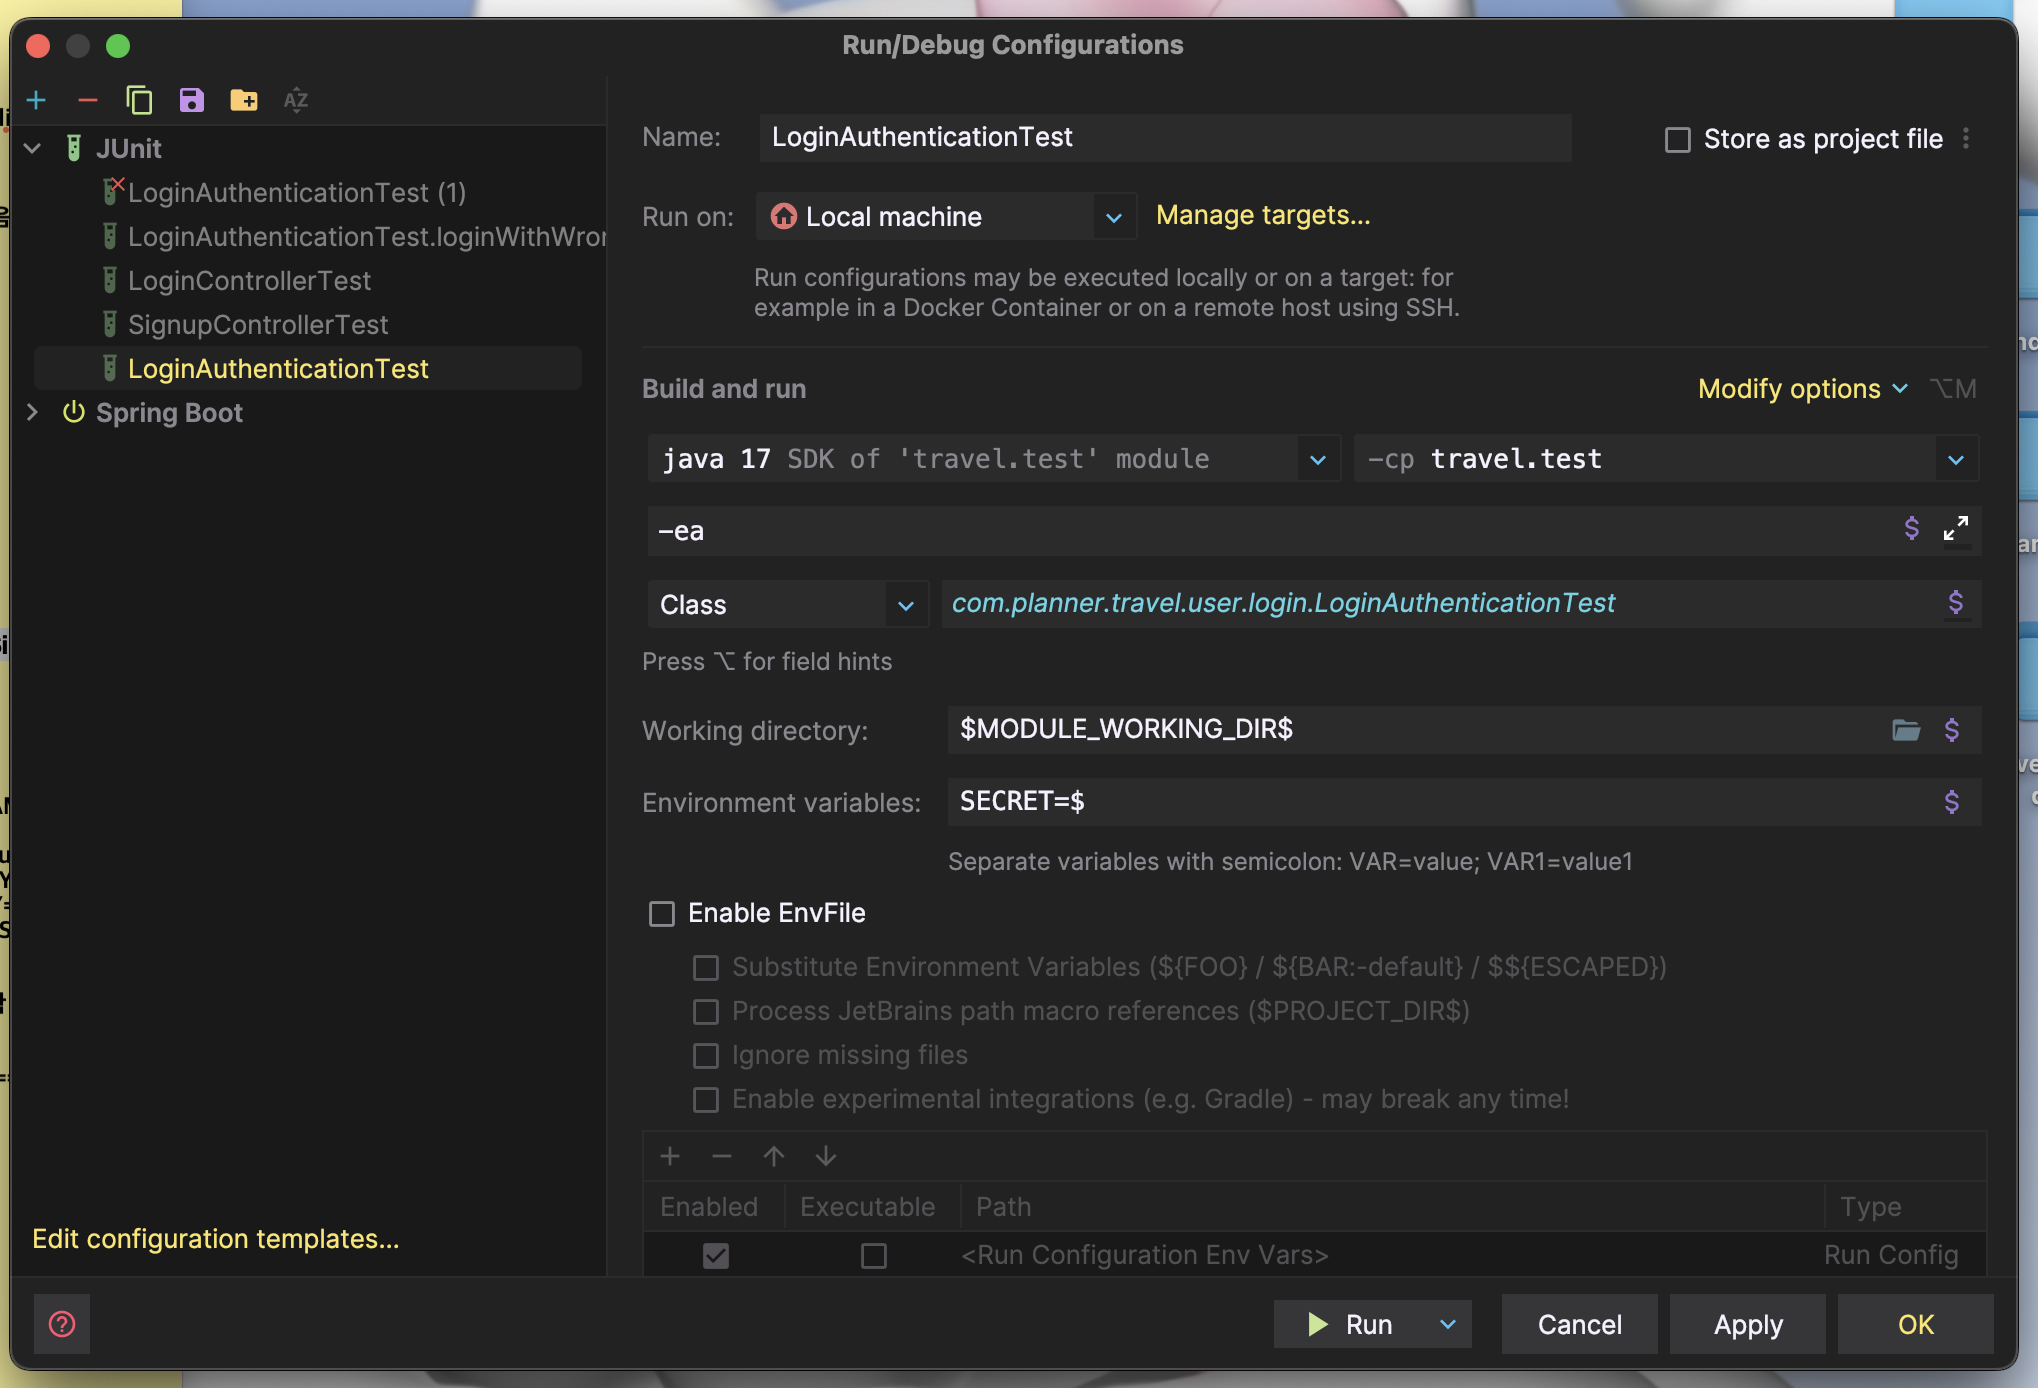 Run/Debug Configurations
JUnit
LoginAuthenticationTest (1)
LoginAuthenticationTest.loginWithWror
LoginControllerTest
SignupControllerTest
LoginAuthenticationTest
Spring Boot
Edit configuration templates...
Name: LoginAuthenticationTest
Store as project file
Run on: Local machine
Manage targets...
Run configurations may be executed locally or on a target: for
example in a Docker Container or on a remote host using SSH.
Build and run
Modify options ⌥M
java 17 SDK of 'travel.test' module
-cp travel.test
-ea
Class
com.planner.travel.user.login.LoginAuthenticationTest
Press ⌥ for field hints
Working directory: $MODULE_WORKING_DIR$
Environment variables: SECRET=$
Separate variables with semicolon: VAR=value; VAR1=value1
Enable EnvFile
Substitute Environment Variables (${FOO} / ${BAR:-default} / $${ESCAPED})
Process JetBrains path macro references ($PROJECT_DIR$)
Ignore missing files
Enable experimental integrations (e.g. Gradle) - may break any time!
Enabled Executable Path Type
<Run Configuration Env Vars> Run Config
Run
Cancel
Apply
OK